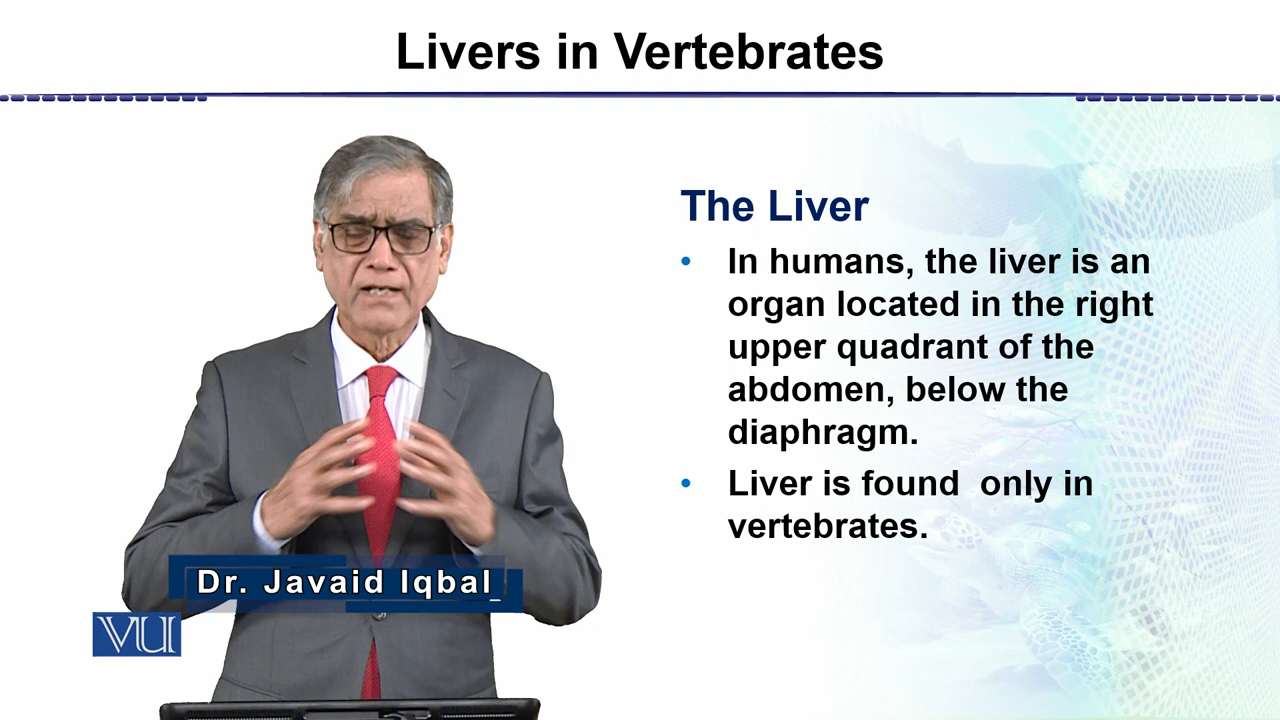 Livers in Vertebrates
The Liver
• In humans, the liver is an
organ located in the right
upper quadrant of the
abdomen, below the
diaphragm.
• Liver is found  only in
vertebrates.
Dr. Javaid Iqbal_
VU